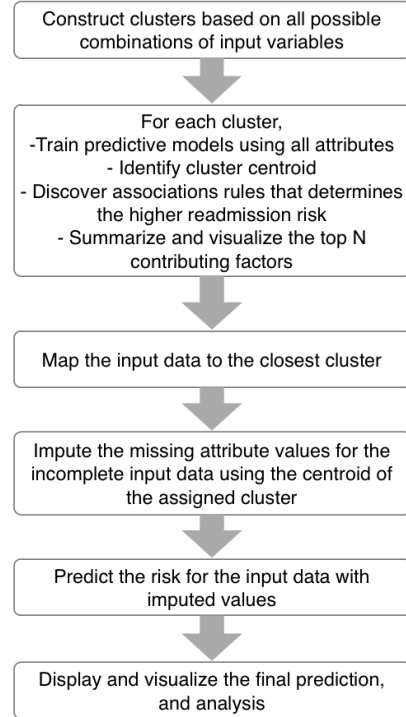 Construct clusters based on all possible
combinations of input variables
For each cluster,
-Train predictive models using all attributes
- Identify cluster centroid
- Discover associations rules that determines
the higher readmission risk
- Summarize and visualize the top N
contributing factors
Map the input data to the closest cluster
Impute the missing attribute values for the
incomplete input data using the centroid of
the assigned cluster
Predict the risk for the input data with
imputed values
Display and visualize the final prediction,
and analysis